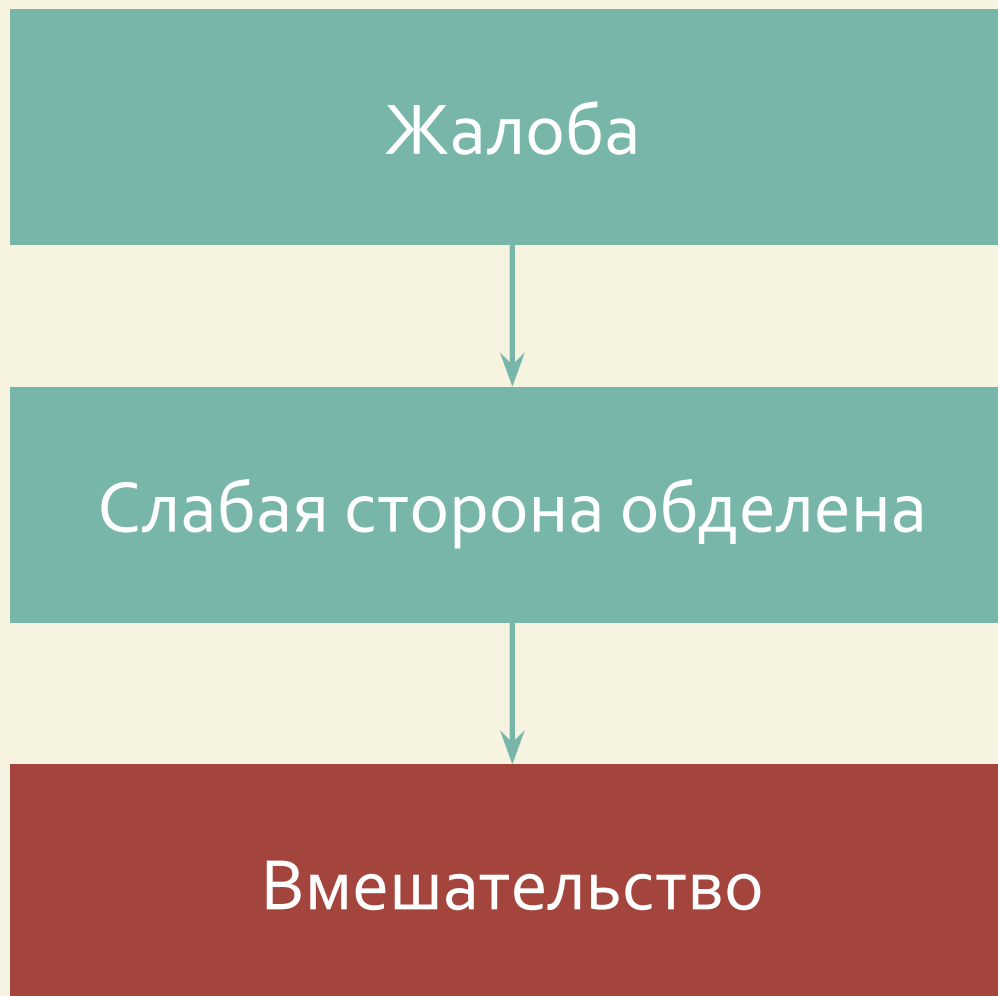 Жалоба
Слабая сторона обделена
Вмешательство